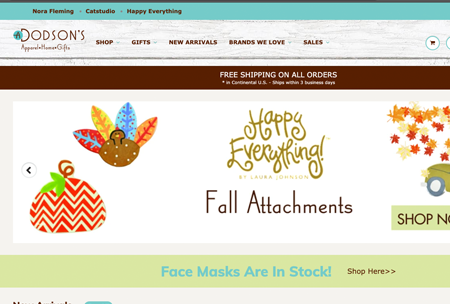 Nora Fleming · Catstudio · Happy Everything
DODSON'S
Apparel•Home•Gifts
SHOP GIFTS NEW ARRIVALS BRANDS WE LOVE SALES
FREE SHIPPING ON ALL ORDERS
* in Continental U.S. - Ships within 3 business days
Happy
Everything!
BY LAURA JOHNSON
Fall Attachments
SHOP NO
Face Masks Are In Stock! Shop Here>>